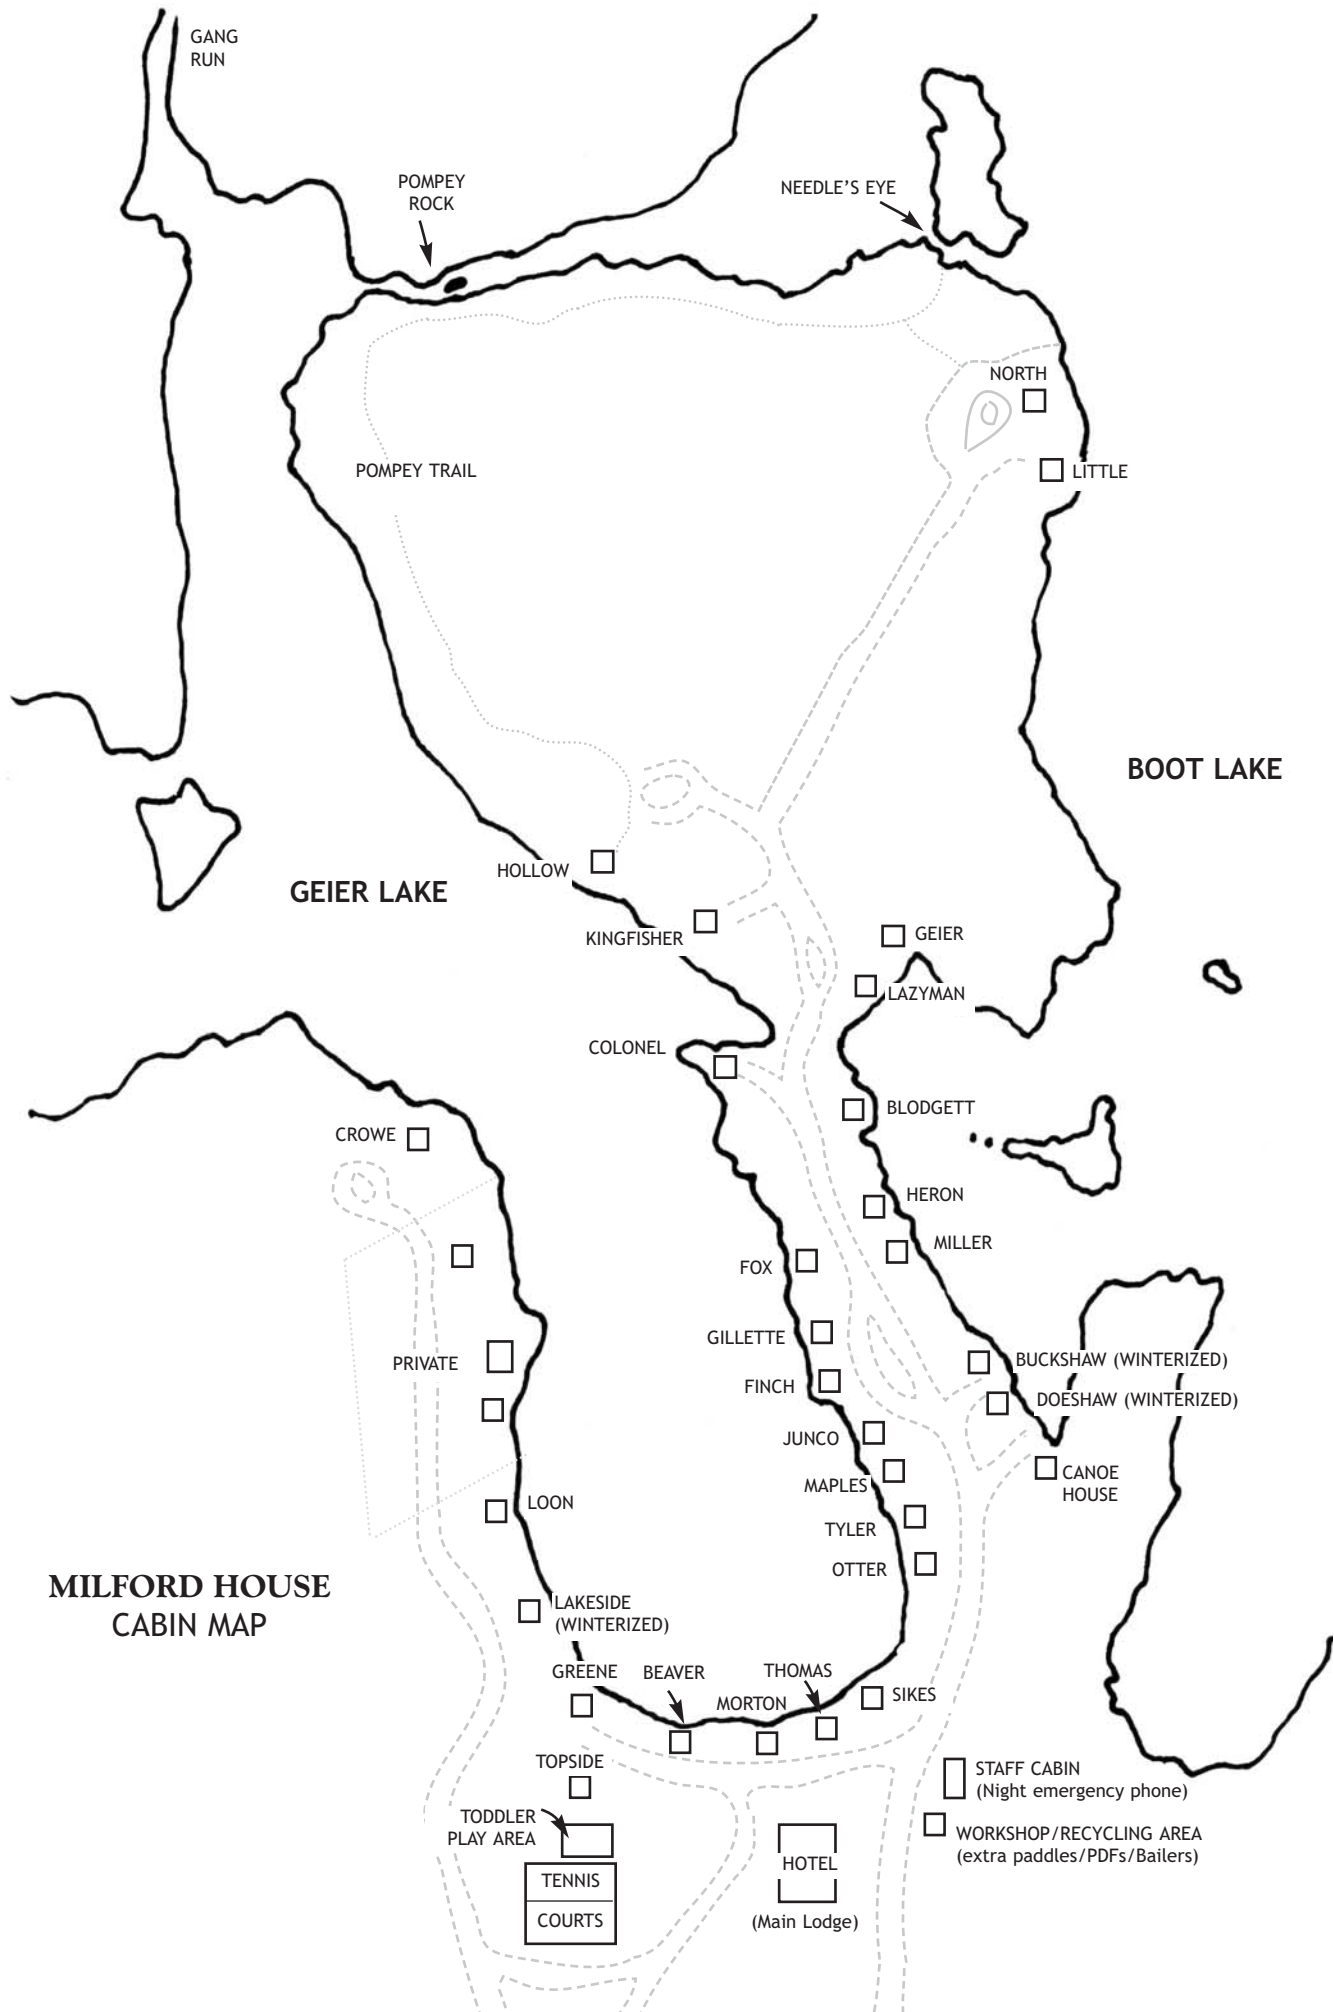 GANG
RUN
POMPEY
ROCK
NEEDLE'S EYE
NORTH
POMPEY TRAIL
LITTLE
BOOT LAKE
HOLLOW
GEIER LAKE
KINGFISHER
GEIER
LAZYMAN
COLONEL
BLODGETT
CROWE
HERON
MILLER
FOX
GILLETTE
PRIVATE
BUCKSHAW (WINTERIZED)
FINCH
DOESHAW (WINTERIZED)
JUNCO
CANOE
HOUSE
MAPLES
LOON
TYLER
OTTER
MILFORD HOUSE
CABIN MAP
LAKESIDE
(WINTERIZED)
GREENE
BEAVER
THOMAS
MORTON
SIKES
TOPSIDE
STAFF CABIN
(Night emergency phone)
TODDLER
PLAY AREA
WORKSHOP/RECYCLING AREA
(extra paddles/PDFs/Bailers)
HOTEL
TENNIS
COURTS
(Main Lodge)